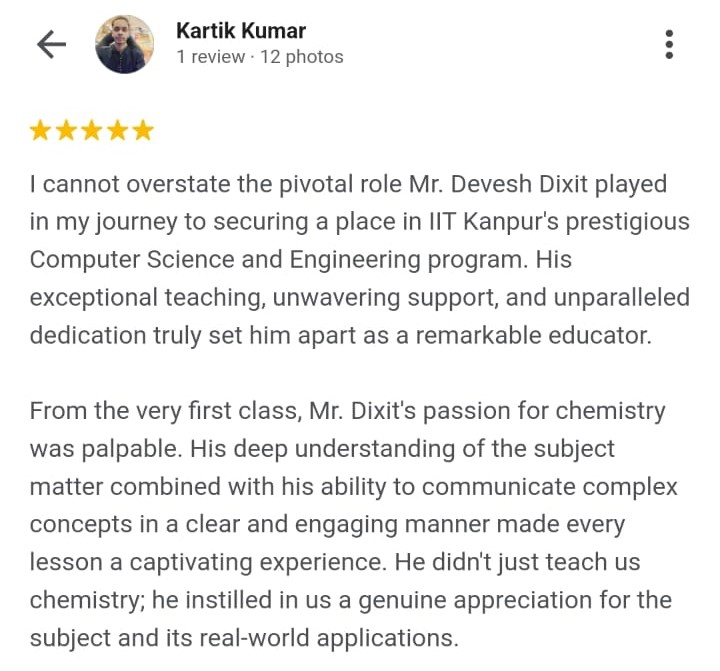 Kartik Kumar
1 review · 12 photos
I cannot overstate the pivotal role Mr. Devesh Dixit played
in my journey to securing a place in IIT Kanpur's prestigious
Computer Science and Engineering program. His
exceptional teaching, unwavering support, and unparalleled
dedication truly set him apart as a remarkable educator.
From the very first class, Mr. Dixit's passion for chemistry
was palpable. His deep understanding of the subject
matter combined with his ability to communicate complex
concepts in a clear and engaging manner made every
lesson a captivating experience. He didn't just teach us
chemistry; he instilled in us a genuine appreciation for the
subject and its real-world applications.